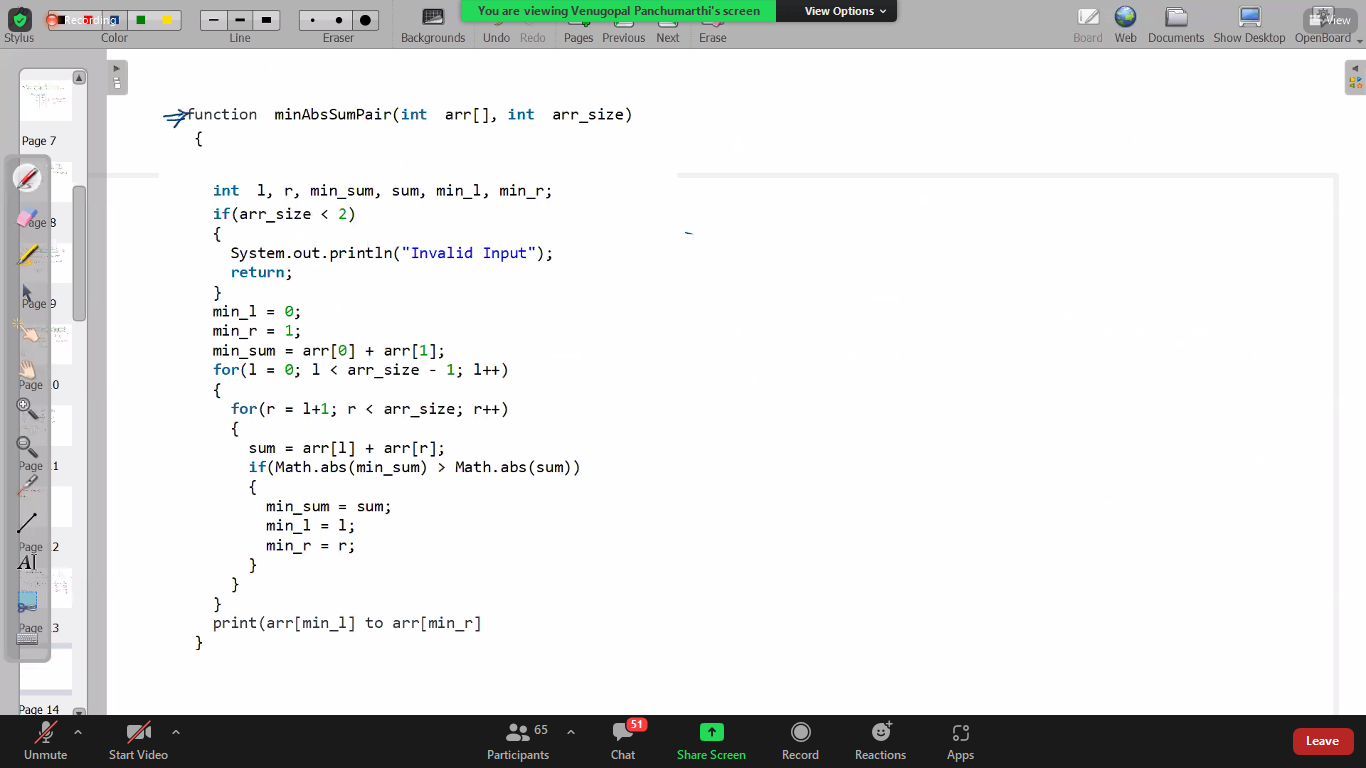 You are viewing Venugopal Panchumarthi's screen
View Options
Recording
View
Stylus
Color
Line
Eraser
Backgrounds
Undo
Redo
Pages
Previous
Next
Erase
Board
Web
Documents
Show Desktop
OpenBoard
Page 7
Page 8
Page 9
Page 10
Page 11
Page 12
Page 13
Page 14
function minAbsSumPair(int arr[], int arr_size)
{
int l, r, min_sum, sum, min_l, min_r;
if(arr_size < 2)
{
System.out.println("Invalid Input");
return;
}
min_l = 0;
min_r = 1;
min_sum = arr[0] + arr[1];
for(l = 0; l < arr_size - 1; l++)
{
for(r = l+1; r < arr_size; r++)
{
sum = arr[l] + arr[r];
if(Math.abs(min_sum) > Math.abs(sum))
{
min_sum = sum;
min_l = l;
min_r = r;
}
}
}
print(arr[min_l] to arr[min_r]
}
Unmute
Start Video
Participants
65
Chat
51
Share Screen
Record
Reactions
Apps
Leave